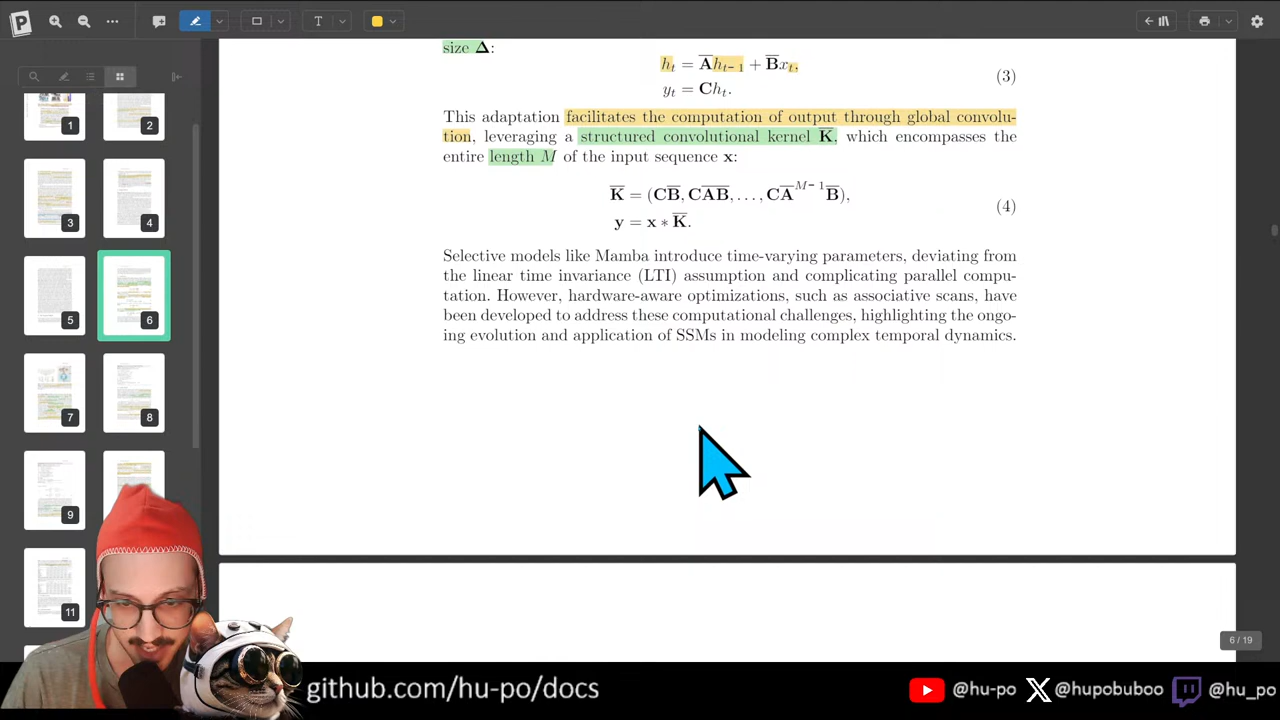 T
size Δ:
h_t = A̅h_{t−1} + B̅x_t,
y_t = Ch_t.
(3)
This adaptation facilitates the computation of output through global convolu-
tion, leveraging a structured convolutional kernel K̅, which encompasses the
entire length M of the input sequence x:
K̅ = (CB̅, CA̅B̅, . . . , CA̅^{M−1}B̅),
y = x ∗ K̅.
(4)
Selective models like Mamba introduce time-varying parameters, deviating from
the linear time invariance (LTI) assumption and complicating parallel compu-
tation. However, hardware-aware optimizations, such as associative scans, have
been developed to address these computational challenges, highlighting the ongo-
ing evolution and application of SSMs in modeling complex temporal dynamics.
1
2
3
4
5
6
7
8
9
11
6 / 19
github.com/hu-po/docs
@hu-po
@hupobuboo
@hu_po